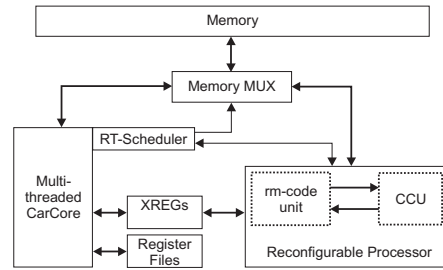 Memory
Memory MUX
RT-Scheduler
Multi-
threaded
CarCore
XREGs
Register
Files
rm-code
unit
CCU
Reconfigurable Processor